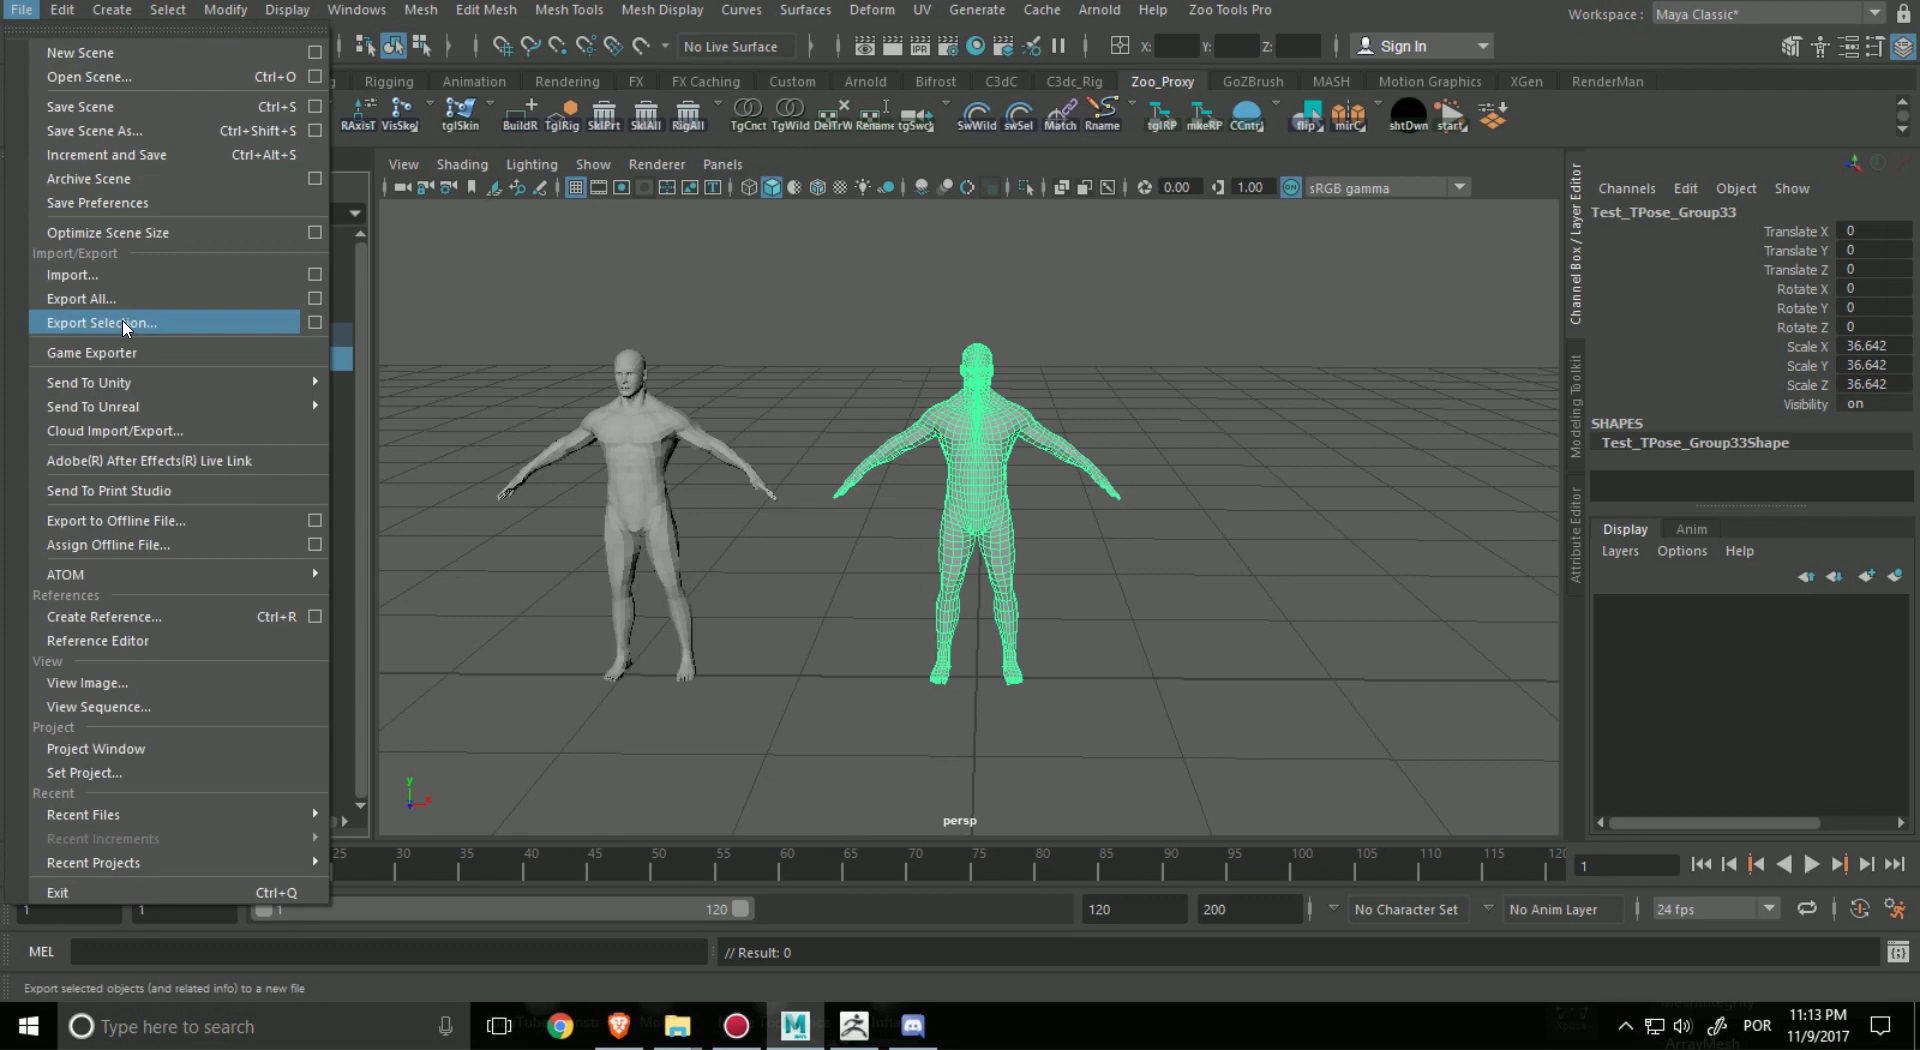 File Edit Create Select Modify Display Windows Mesh Edit Mesh Mesh Tools Mesh Display Curves Surfaces Deform UV Generate Cache Arnold Help Zoo Tools Pro Workspace : Maya Classic*
No Live Surface X: Y: Z: Sign In
Rigging Animation Rendering FX FX Caching Custom Arnold Bifrost C3dC C3dc_Rig Zoo_Proxy GoZBrush MASH Motion Graphics XGen RenderMan
RAxisT VisSkel tglSkin BuildR TglRig SklPrt SklAll RigAll TgCnct TgWild DelTrW Rename tgSwc SwWild swSel Match Rname tglRP mkeRP CCntrl flip mirC shtDwn start
View Shading Lighting Show Renderer Panels
0.00 1.00 ON sRGB gamma
New Scene
Open Scene... Ctrl+O
Save Scene Ctrl+S
Save Scene As... Ctrl+Shift+S
Increment and Save Ctrl+Alt+S
Archive Scene
Save Preferences
Optimize Scene Size
Import/Export
Import...
Export All...
Export Selection...
Game Exporter
Send To Unity
Send To Unreal
Cloud Import/Export...
Adobe(R) After Effects(R) Live Link
Send To Print Studio
Export to Offline File...
Assign Offline File...
ATOM
References
Create Reference... Ctrl+R
Reference Editor
View
View Image...
View Sequence...
Project
Project Window
Set Project...
Recent
Recent Files
Recent Increments
Recent Projects
Exit Ctrl+Q
y
x
persp
Channel Box / Layer Editor
Modeling Toolkit
Attribute Editor
Channels Edit Object Show
Test_TPose_Group33
Translate X 0
Translate Y 0
Translate Z 0
Rotate X 0
Rotate Y 0
Rotate Z 0
Scale X 36.642
Scale Y 36.642
Scale Z 36.642
Visibility on
SHAPES
Test_TPose_Group33Shape
Display Anim
Layers Options Help
25 30 35 40 45 50 55 60 65 70 75 80 85 90 95 100 105 110 115 120 1
1 1 1 120 120 200 No Character Set No Anim Layer 24 fps
MEL // Result: 0
Export selected objects (and related info) to a new file
Type here to search POR 11:13 PM
11/9/2017